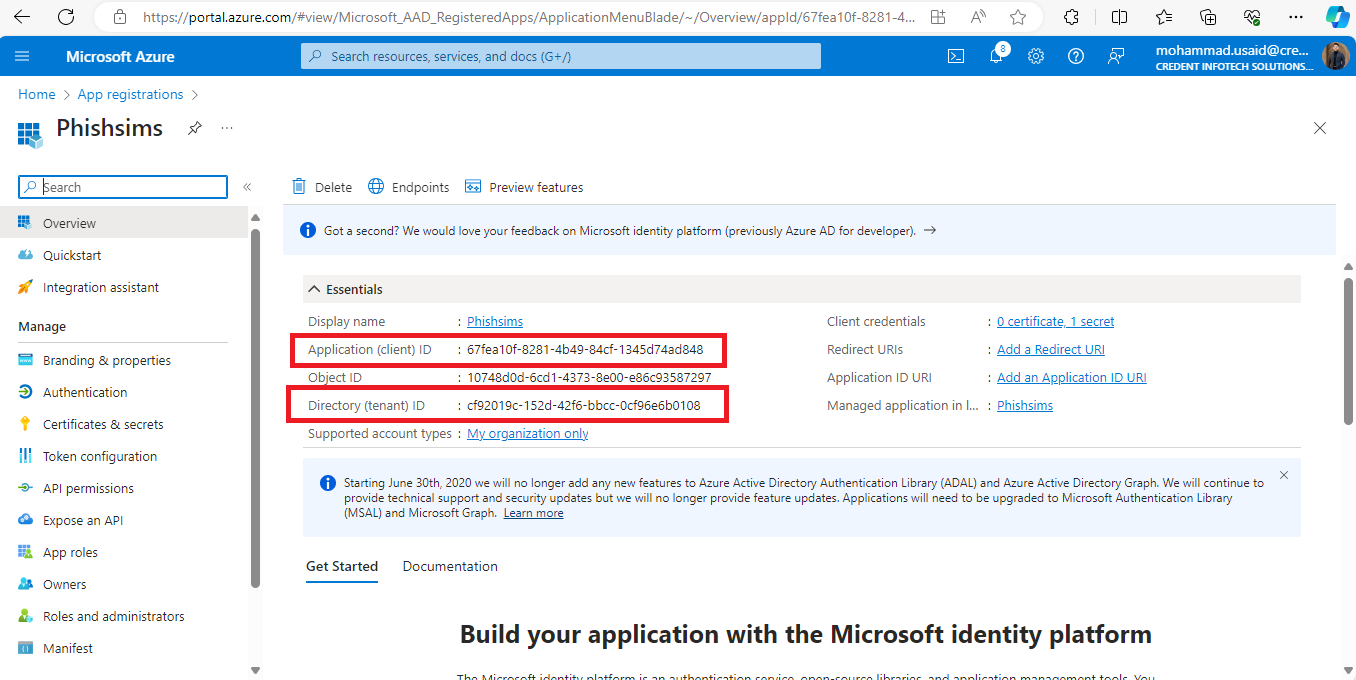 https://portal.azure.com/#view/Microsoft_AAD_RegisteredApps/ApplicationMenuBlade/~/Overview/appId/67fea10f-8281-4...
Microsoft Azure
Search resources, services, and docs (G+/)
8
mohammad.usaid@cre...
CREDENT INFOTECH SOLUTIONS...
Home > App registrations >
Phishsims
Search
Delete Endpoints Preview features
Overview
Quickstart
Integration assistant
Manage
Branding & properties
Authentication
Certificates & secrets
Token configuration
API permissions
Expose an API
App roles
Owners
Roles and administrators
Manifest
Got a second? We would love your feedback on Microsoft identity platform (previously Azure AD for developer).
Essentials
Display name : Phishsims
Application (client) ID : 67fea10f-8281-4b49-84cf-1345d74ad848
Object ID : 10748d0d-6cd1-4373-8e00-e86c93587297
Directory (tenant) ID : cf92019c-152d-42f6-bbcc-0cf96e6b0108
Supported account types : My organization only
Client credentials : 0 certificate, 1 secret
Redirect URIs : Add a Redirect URI
Application ID URI : Add an Application ID URI
Managed application in l... : Phishsims
Starting June 30th, 2020 we will no longer add any new features to Azure Active Directory Authentication Library (ADAL) and Azure Active Directory Graph. We will continue to
provide technical support and security updates but we will no longer provide feature updates. Applications will need to be upgraded to Microsoft Authentication Library
(MSAL) and Microsoft Graph. Learn more
Get Started Documentation
Build your application with the Microsoft identity platform
The Microsoft identity platform is an authentication service, open-source libraries, and application management tools. You